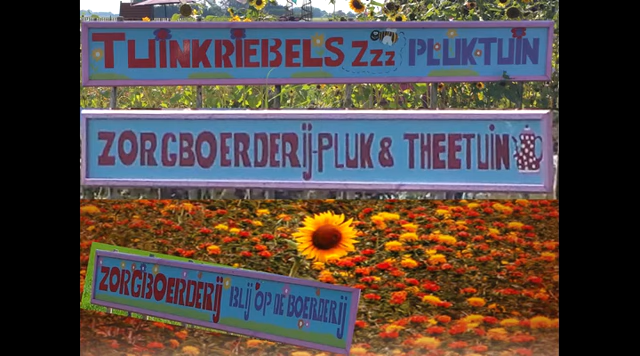 TUINKRIEBELS Zzz PLUKTUIN
ZORGBOERDERIJ-PLUK & THEETUIN
ZORGBOERDERIJ BLIJ OP DE BOERDERIJ